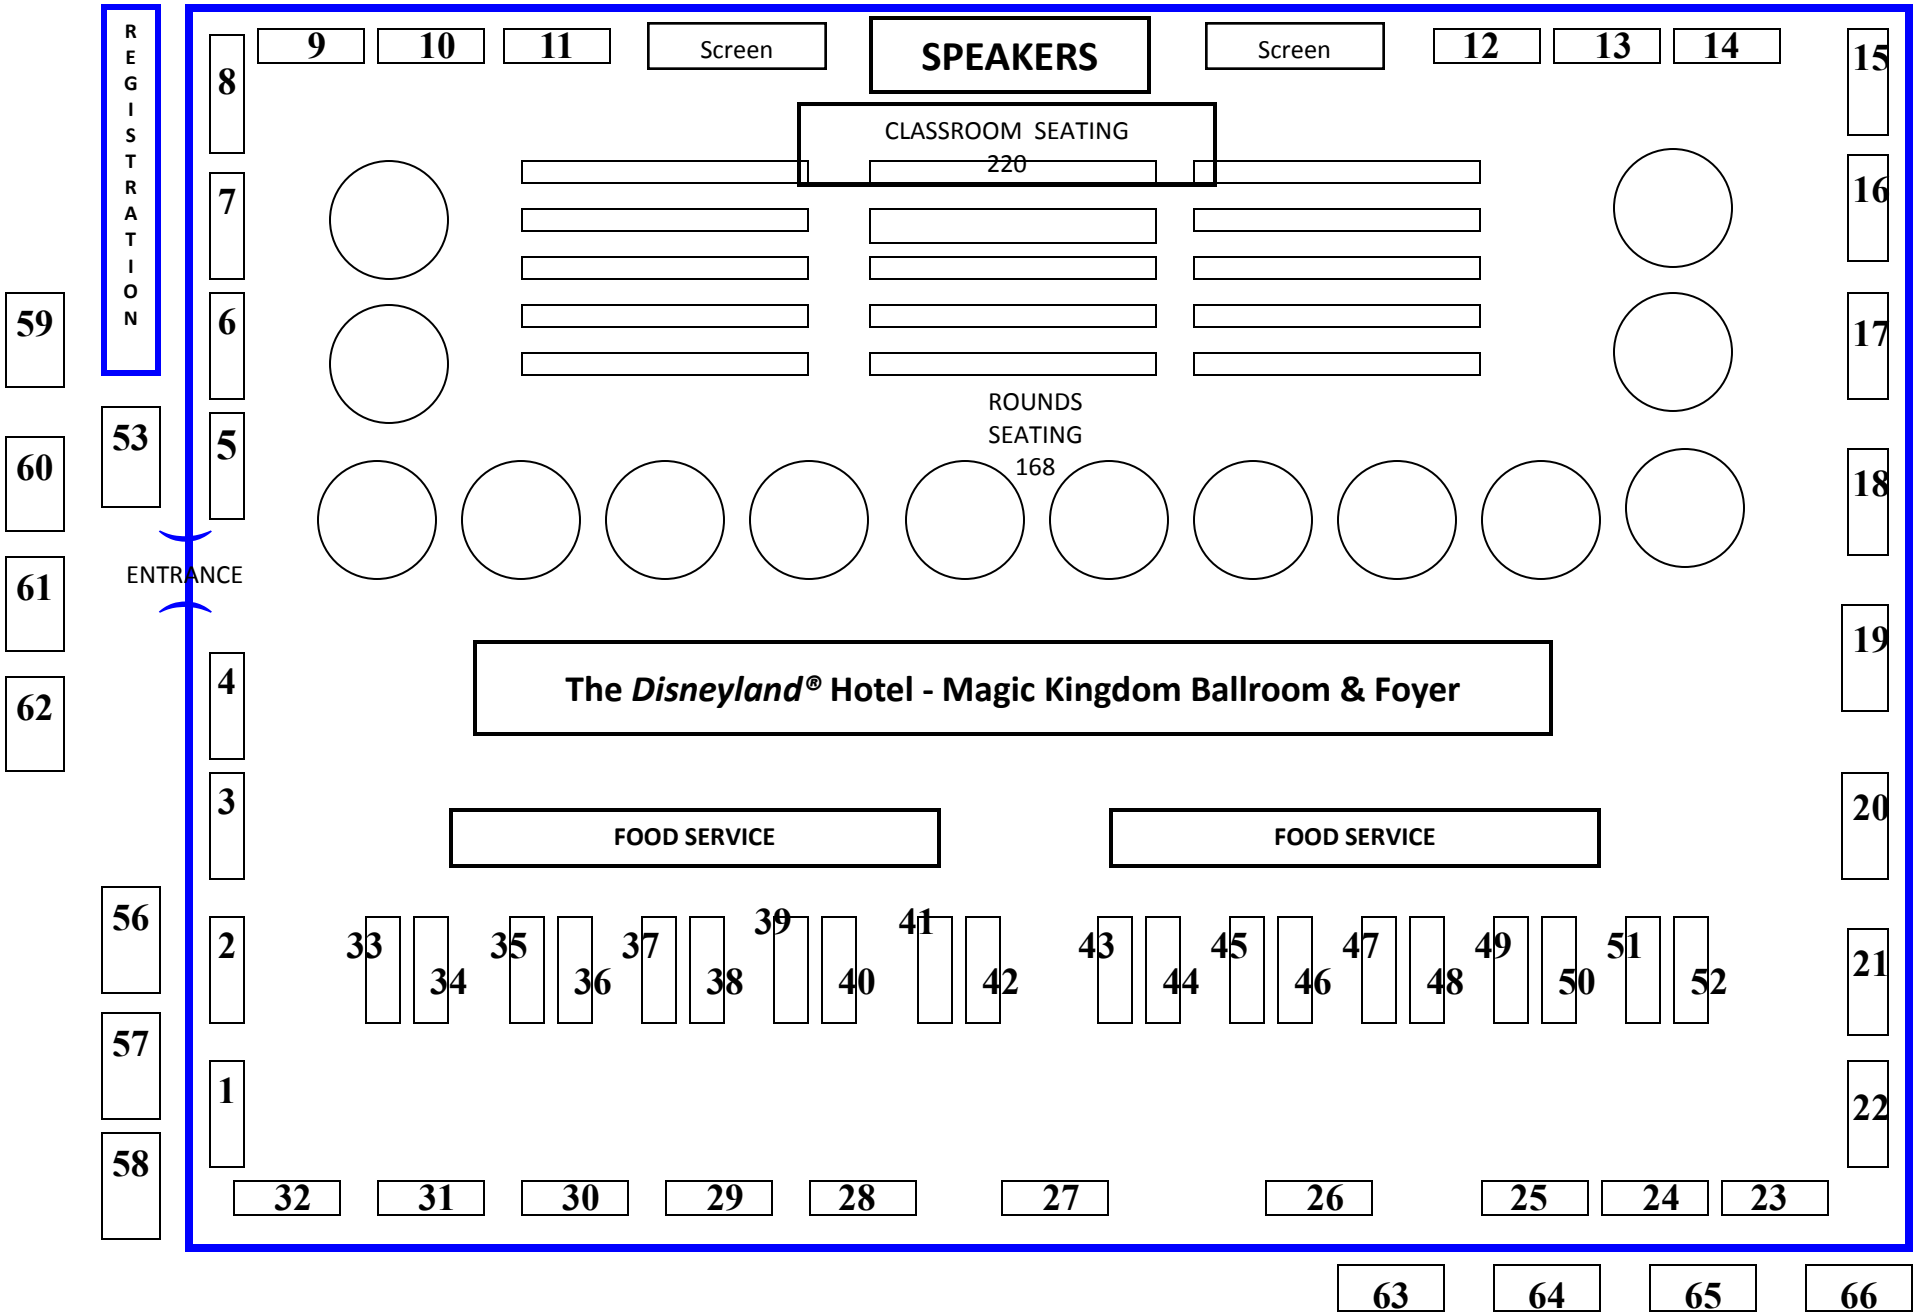 REGISTRATION
9 10 11 Screen SPEAKERS Screen 12 13 14 15
8
CLASSROOM SEATING
220
7 16
59 6 17
ROUNDS
SEATING
168
53 5
60 18
ENTRANCE
61
19
62 4 The Disneyland® Hotel - Magic Kingdom Ballroom & Foyer
3 20
FOOD SERVICE FOOD SERVICE
56 39 41
2 33 35 37 43 45 47 49 51
34 36 38 40 42 44 46 48 50 52 21
57
1 22
58
32 31 30 29 28 27 26 25 24 23
63 64 65 66